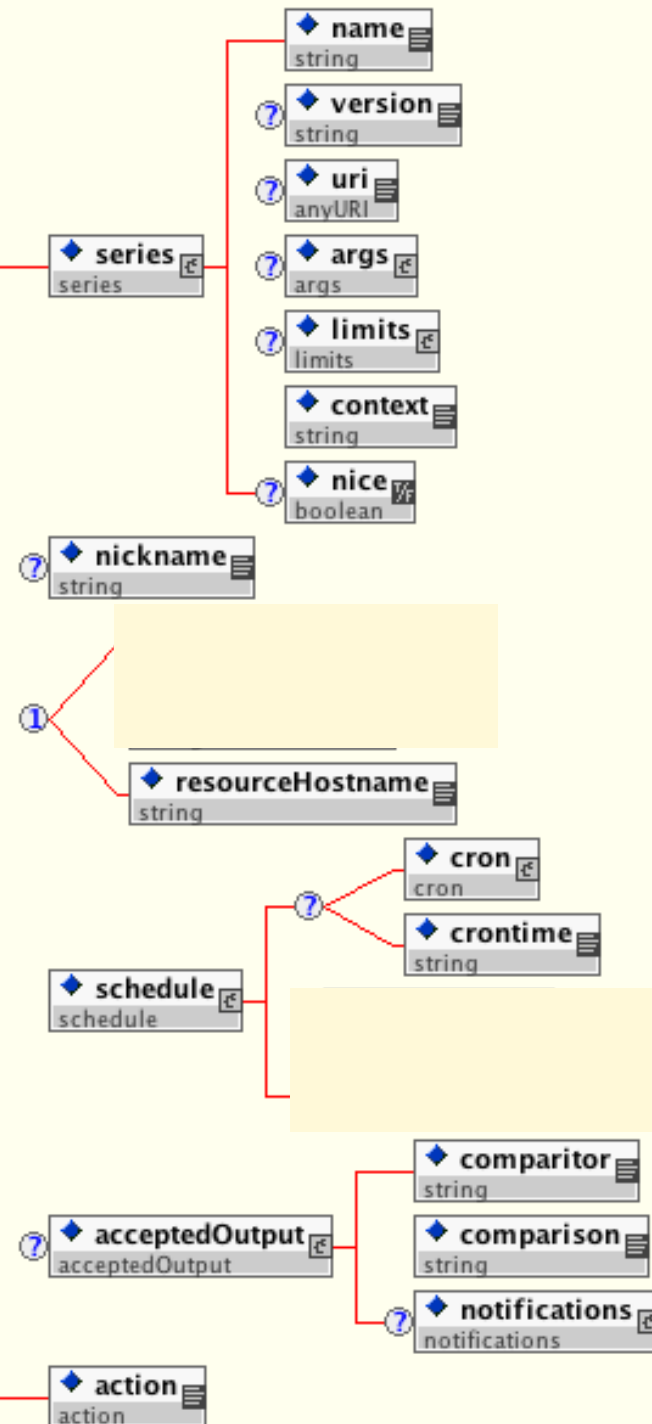 name
string
? version
string
? uri
anyURI
? args
args
? limits
limits
context
string
? nice
boolean
series
series
? nickname
string
1
resourceHostname
string
? cron
cron
crontime
string
schedule
schedule
comparitor
string
? acceptedOutput
acceptedOutput
comparison
string
? notifications
notifications
action
action